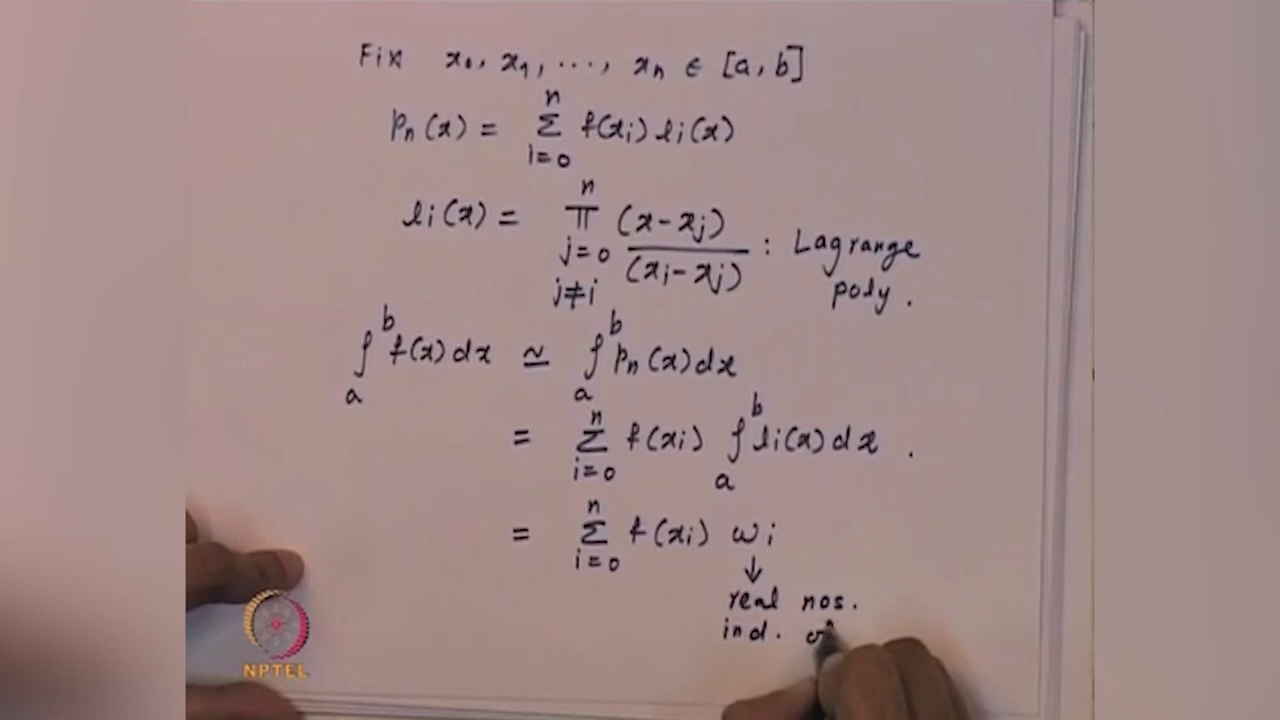 Fix x₀, x₁, ..., xₙ ∈ [a, b]
pₙ(x) = Σ_{i=0}^{n} f(xᵢ) lᵢ(x)
lᵢ(x) = Π_{j=0, j≠i}^{n} (x-xⱼ)/(xᵢ-xⱼ) : Lagrange poly.
∫_a^b f(x) dx ≃ ∫_a^b pₙ(x) dx
= Σ_{i=0}^{n} f(xᵢ) ∫_a^b lᵢ(x) dx .
= Σ_{i=0}^{n} f(xᵢ) ωᵢ
↓
real nos.
ind.
NPTEL